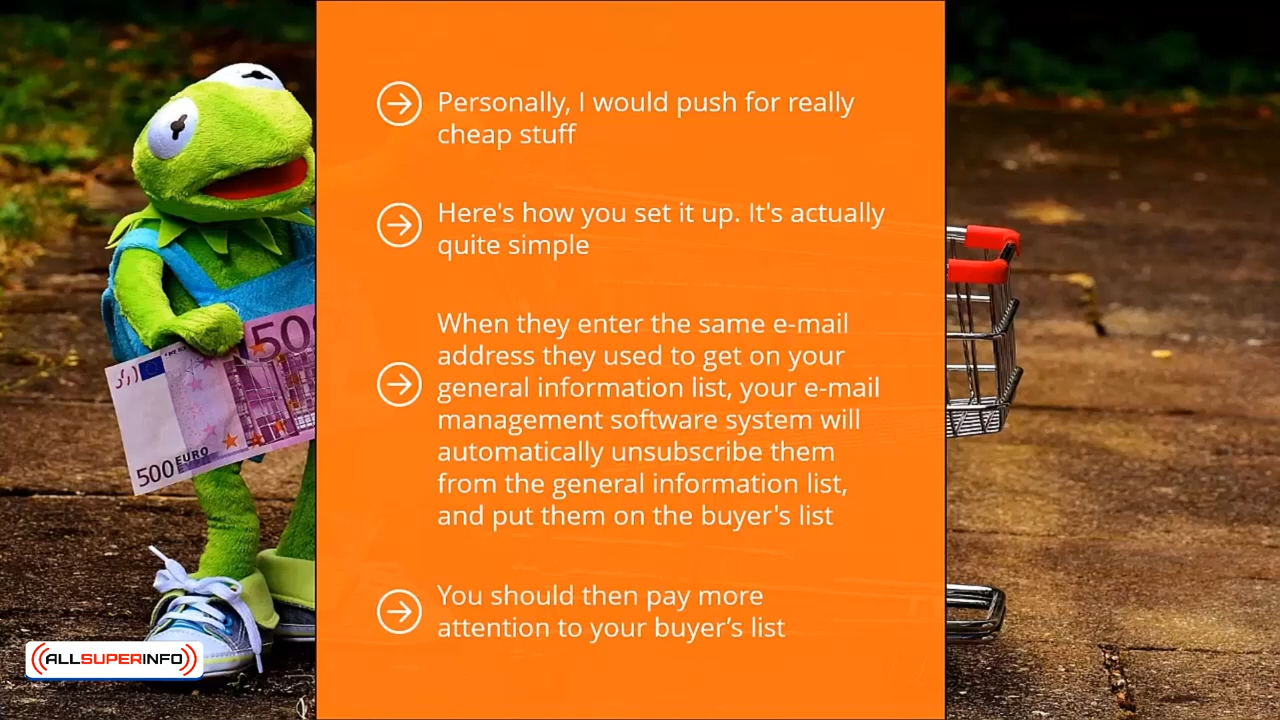 Personally, I would push for really
cheap stuff
Here's how you set it up. It's actually
quite simple
When they enter the same e-mail
address they used to get on your
general information list, your e-mail
management software system will
automatically unsubscribe them
from the general information list,
and put them on the buyer's list
You should then pay more
attention to your buyer’s list
500
500 EURO
((ALLSUPERINFO))